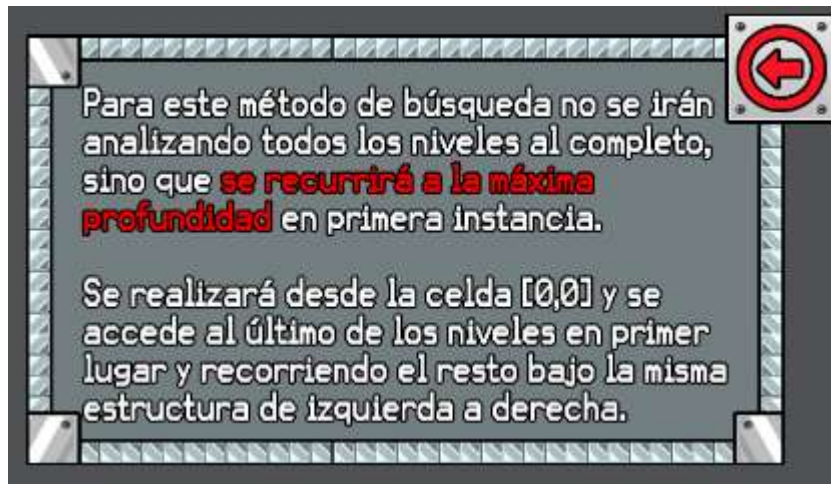 Para este método de búsqueda no se irán
analizando todos los niveles al completo,
sino que se recurrirá a la máxima
profundidad en primera instancia.
Se realizará desde la celda [0,0] y se
accede al último de los niveles en primer
lugar y recorriendo el resto bajo la misma
estructura de izquierda a derecha.